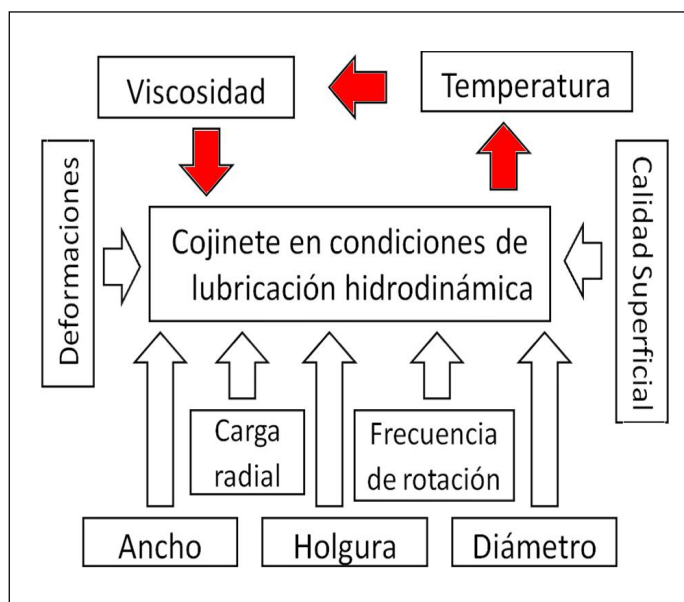 Viscosidad
Temperatura
Deformaciones
Calidad Superficial
Cojinete en condiciones de
lubricación hidrodinámica
Carga
radial
Frecuencia
de rotación
Ancho
Holgura
Diámetro